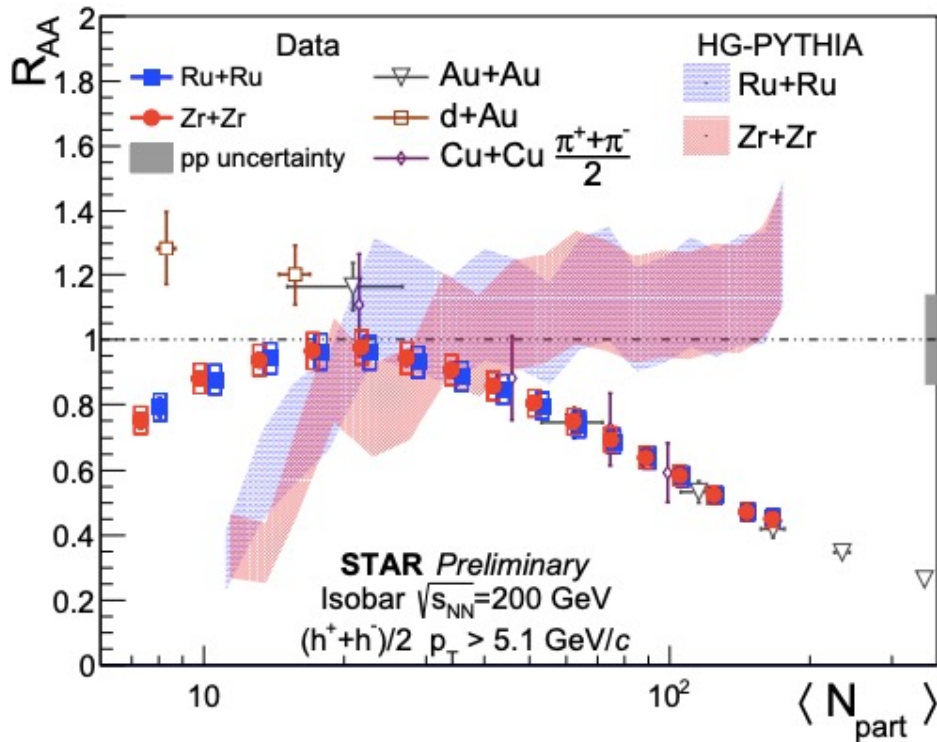 R_AA
2
1.8
1.6
1.4
1.2
1
0.8
0.6
0.4
0.2
0
Data
Ru+Ru
Zr+Zr
pp uncertainty
Au+Au
d+Au
Cu+Cu (π⁺+π⁻)/2
HG-PYTHIA
Ru+Ru
Zr+Zr
STAR Preliminary
Isobar √s_NN=200 GeV
(h⁺+h⁻)/2 p_T > 5.1 GeV/c
10
10²
⟨ N_part ⟩